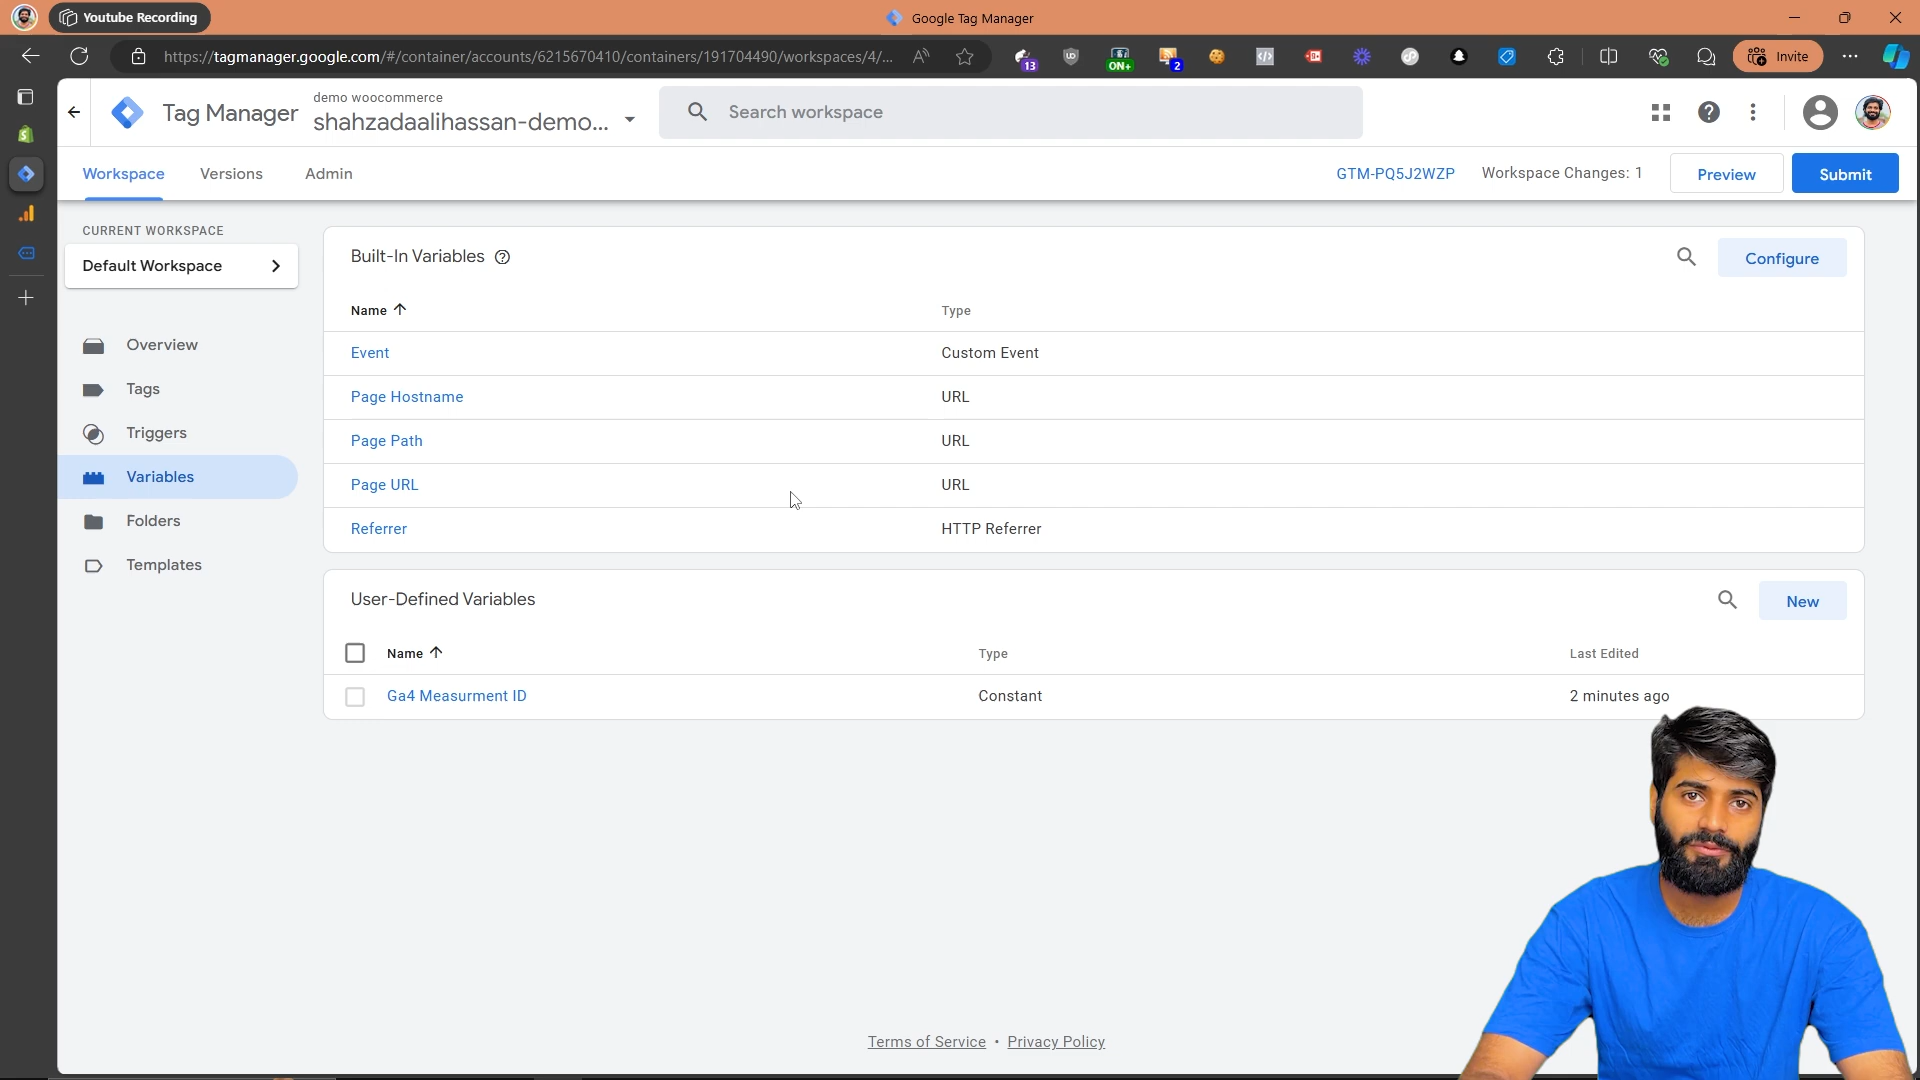 Youtube Recording
Google Tag Manager
https://tagmanager.google.com/#/container/accounts/6215670410/containers/191704490/workspaces/4/...
13
ON+
2
Invite
Tag Manager
demo woocommerce
shahzadaalihassan-demo...
Search workspace
Workspace
Versions
Admin
GTM-PQ5J2WZP
Workspace Changes: 1
Preview
Submit
CURRENT WORKSPACE
Default Workspace
Overview
Tags
Triggers
Variables
Folders
Templates
Built-In Variables
Configure
Name
Type
Event
Custom Event
Page Hostname
URL
Page Path
URL
Page URL
URL
Referrer
HTTP Referrer
User-Defined Variables
New
Name
Type
Last Edited
Ga4 Measurment ID
Constant
2 minutes ago
Terms of Service • Privacy Policy